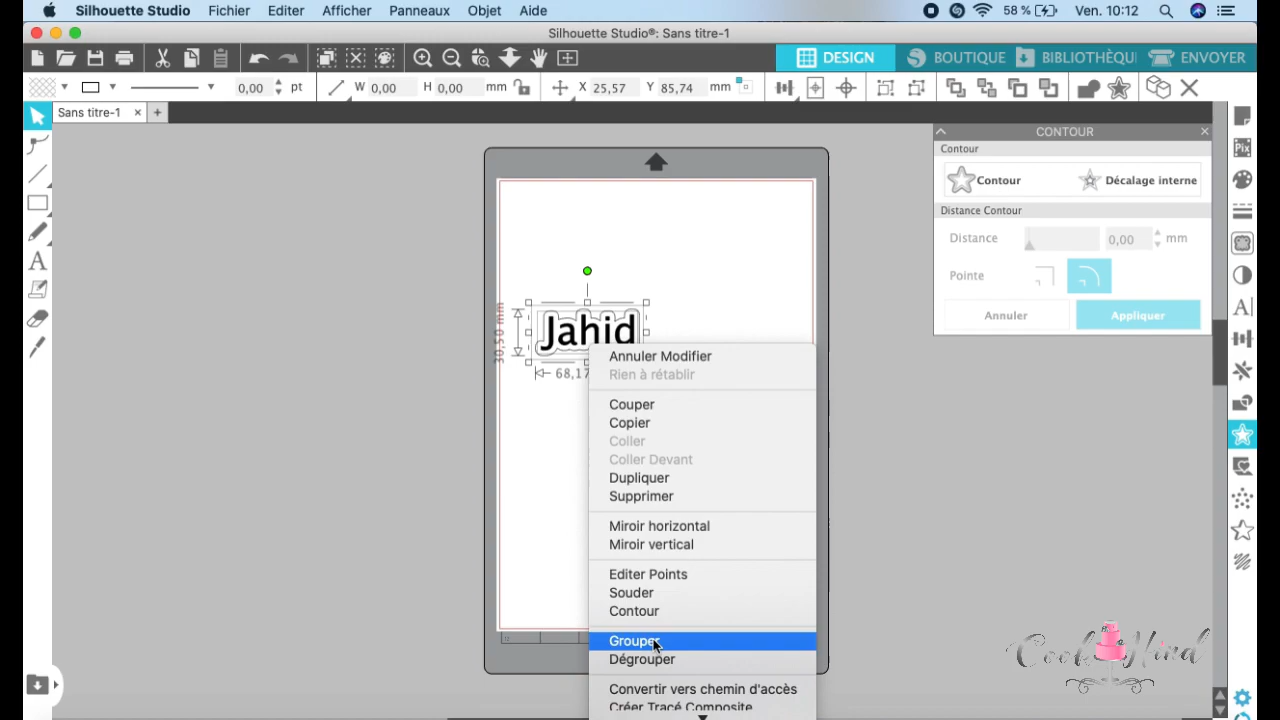 Silhouette Studio Fichier Editer Afficher Panneaux Objet Aide 58 % Ven. 10:12
Silhouette Studio®: Sans titre-1
DESIGN BOUTIQUE BIBLIOTHÈQU ENVOYER
0,00 pt W 0,00 H 0,00 mm X 25,57 Y 85,74 mm
Sans titre-1 × +
CONTOUR
Contour
Contour Décalage interne
Distance Contour
Distance 0,00 mm
Pointe
Annuler Appliquer
30,50 mm
Jahid
68,17
Annuler Modifier
Rien à rétablir
Couper
Copier
Coller
Coller Devant
Dupliquer
Supprimer
Miroir horizontal
Miroir vertical
Editer Points
Souder
Contour
Grouper
Dégrouper
Convertir vers chemin d'accès
Créer Tracé Composite